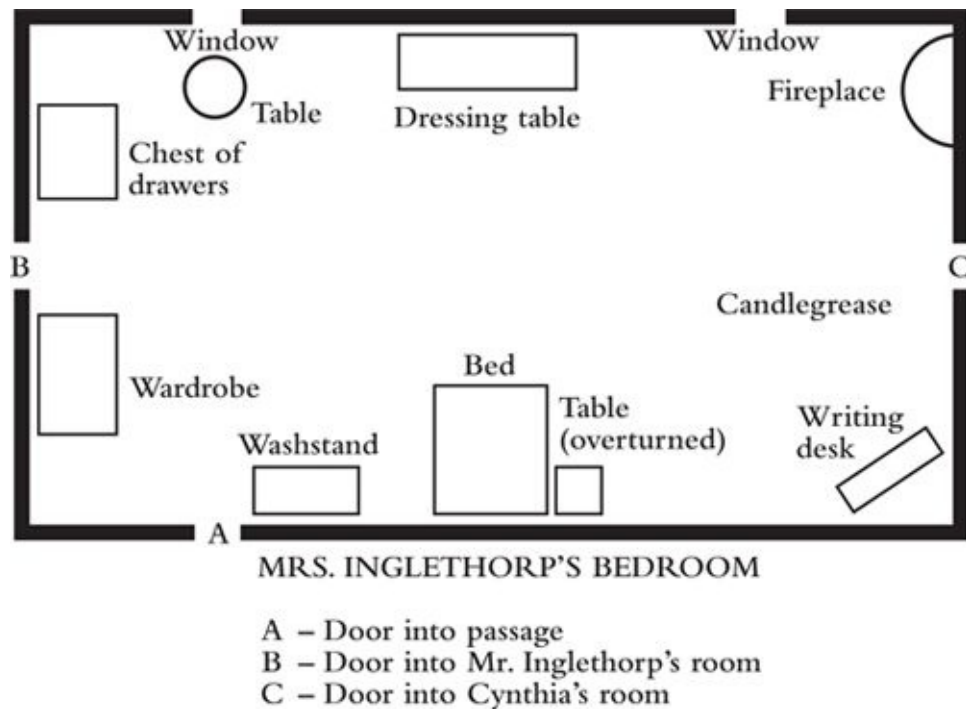 Window
Window
Fireplace
Table
Dressing table
Chest of
drawers
B
C
Candlegrease
Wardrobe
Bed
Table
(overturned)
Writing
desk
Washstand
A
MRS. INGLETHORP'S BEDROOM
A – Door into passage
B – Door into Mr. Inglethorp's room
C – Door into Cynthia's room